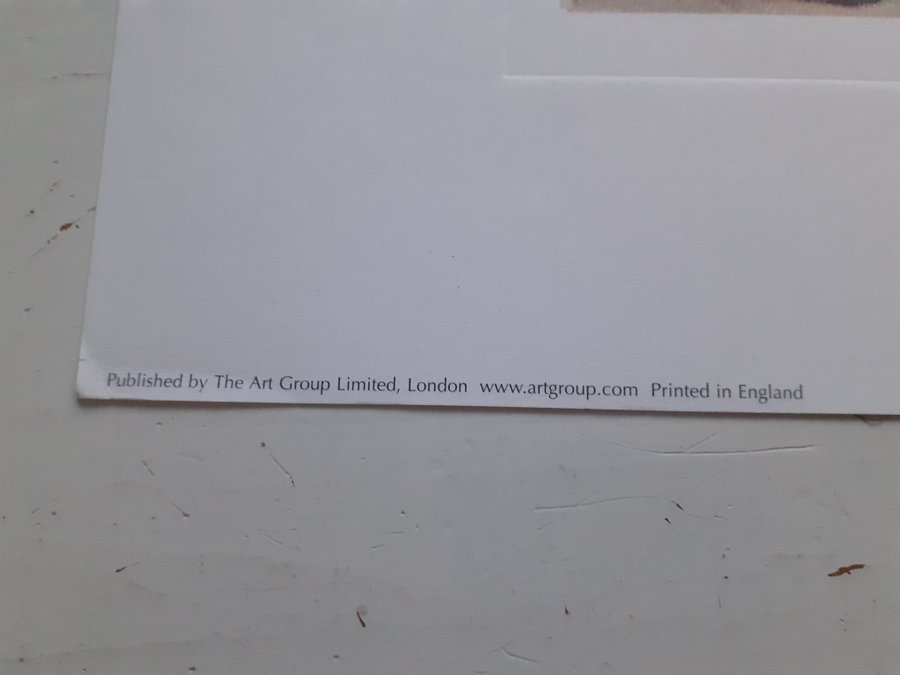 Published by The Art Group Limited, London www.artgroup.com Printed in England